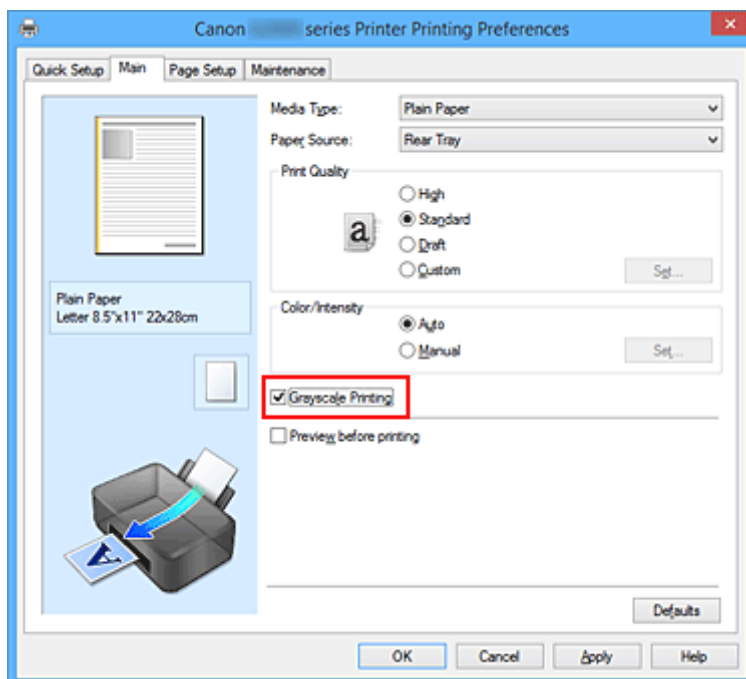 Canon series Printer Printing Preferences
Quick Setup Main Page Setup Maintenance
Media Type: Plain Paper
Paper Source: Rear Tray
Print Quality
High
a Standard
Draft
Custom Set...
Plain Paper
Letter 8.5"x11" 22x28cm
Color/Intensity
Auto
Manual Set...
Grayscale Printing
Preview before printing
A
Defaults
OK Cancel Apply Help